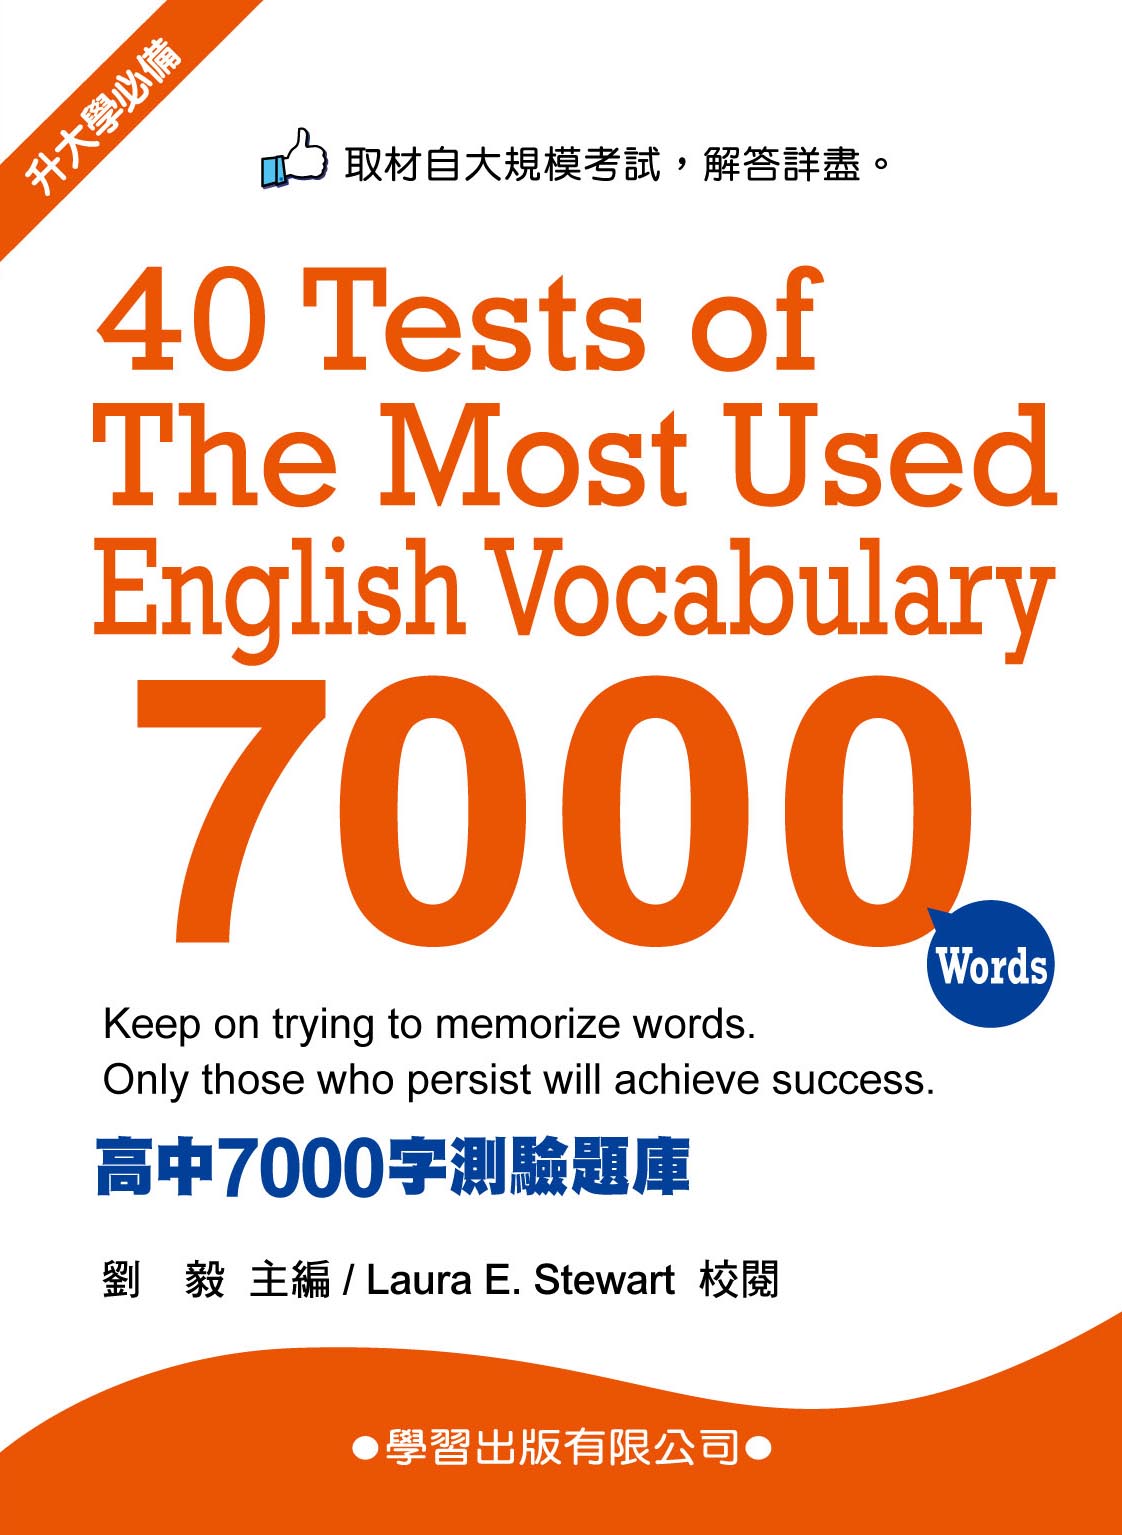 升大學必備
取材自大規模考試，解答詳盡。
40 Tests of
The Most Used
English Vocabulary
7000
Words
Keep on trying to memorize words.
Only those who persist will achieve success.
高中7000字測驗題庫
劉 毅 主編 / Laura E. Stewart 校閱
●學習出版有限公司●